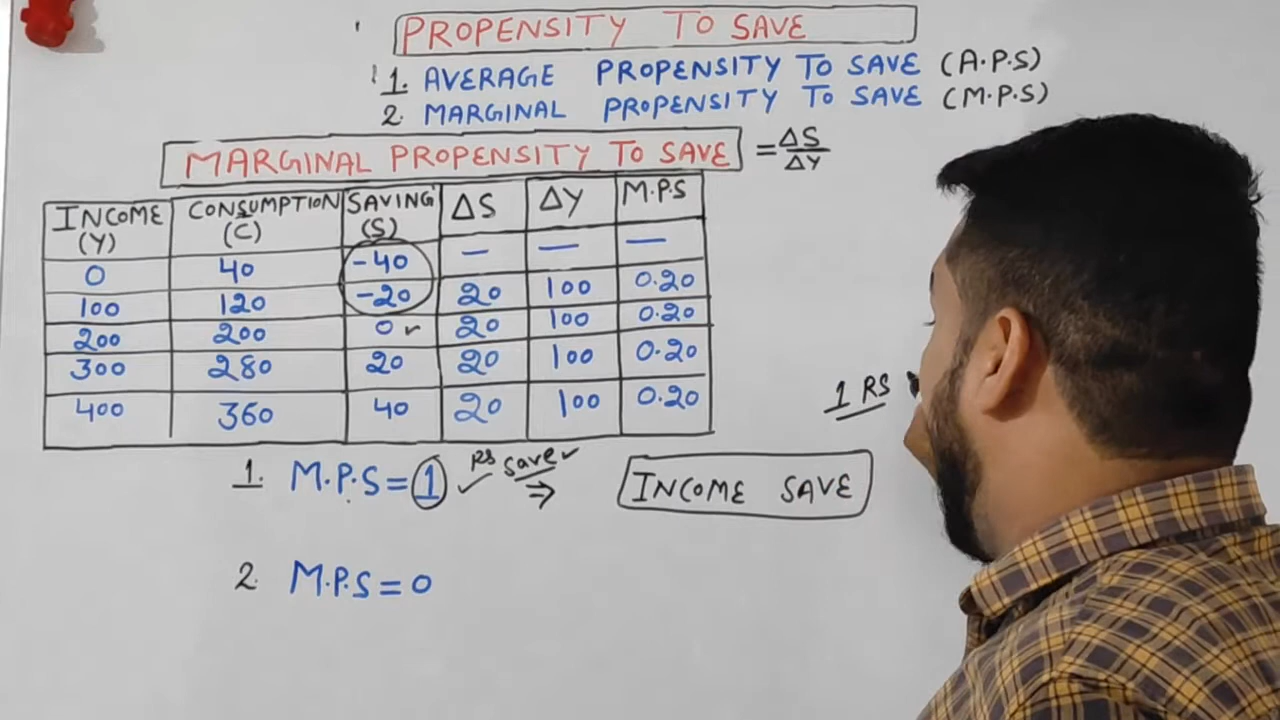 PROPENSITY TO SAVE
1. AVERAGE PROPENSITY TO SAVE (A.P.S)
2. MARGINAL PROPENSITY TO SAVE (M.P.S)
MARGINAL PROPENSITY TO SAVE = ΔS/ΔY
INCOME (Y) CONSUMPTION (C) SAVING (S) ΔS ΔY M.P.S
0 40 -40 — — —
100 120 -20 20 100 0.20
200 200 0 ✓ 20 100 0.20
300 280 20 20 100 0.20
400 360 40 20 100 0.20
1 RS
1. M.P.S = 1 ✓ RS save ✓ ⇒ INCOME SAVE
2. M.P.S = 0